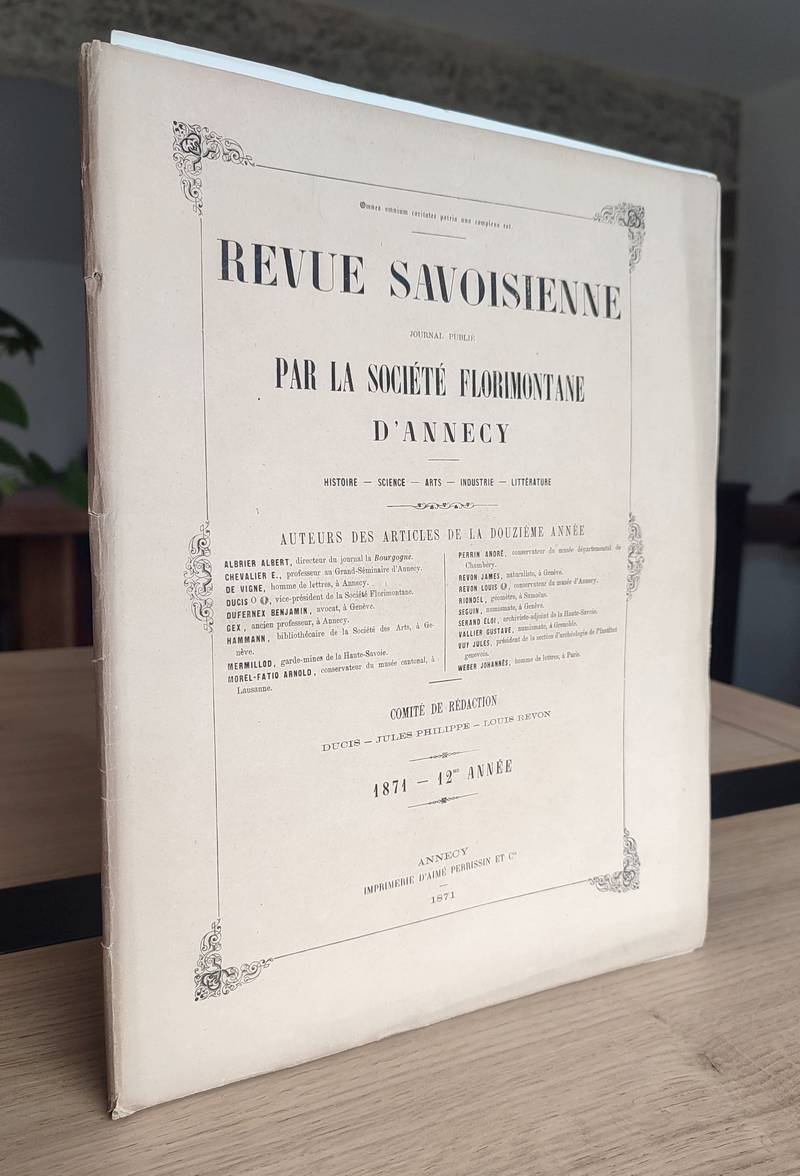 Omnes omnium caritates patria una complexa est.
REVUE SAVOISIENNE
JOURNAL PUBLIÉ
PAR LA SOCIÉTÉ FLORIMONTANE
D'ANNECY
HISTOIRE — SCIENCE — ARTS — INDUSTRIE — LITTÉRATURE
AUTEURS DES ARTICLES DE LA DOUZIÈME ANNÉE
ALBRIER ALBERT, directeur du journal la Bourgogne.
CHEVALIER E., professeur au Grand-Séminaire d'Annecy.
DE VIGNE, homme de lettres, à Annecy.
DUCIS O, vice-président de la Société Florimontane.
DUFERNEX BENJAMIN, avocat, à Genève.
GEX, ancien professeur, à Annecy.
HAMMANN, bibliothécaire de la Société des Arts, à Ge-
nève.
MERMILLOD, garde-mines de la Haute-Savoie.
MOREL-FATIO ARNOLD, conservateur du musée cantonal, à
Lausanne.
PERRIN ANDRÉ, conservateur du musée départemental de
Chambéry.
REVON JAMES, naturaliste, à Genève.
REVON LOUIS, conservateur du musée d'Annecy.
RIONDEL, géomètre, à Samoëns.
SEGUIN, numismate, à Genève.
SERAND ÉLOI, archiviste-adjoint de la Haute-Savoie.
VALLIER GUSTAVE, numismate, à Grenoble.
VUY JULES, président de la section d'archéologie de l'Institut
genevois.
WEBER JOHANNÈS, homme de lettres, à Paris.
COMITÉ DE RÉDACTION
DUCIS — JULES PHILIPPE — LOUIS REVON
1871 — 12me ANNÉE
ANNECY
IMPRIMERIE D'AIMÉ PERRISSIN ET Cie
1871